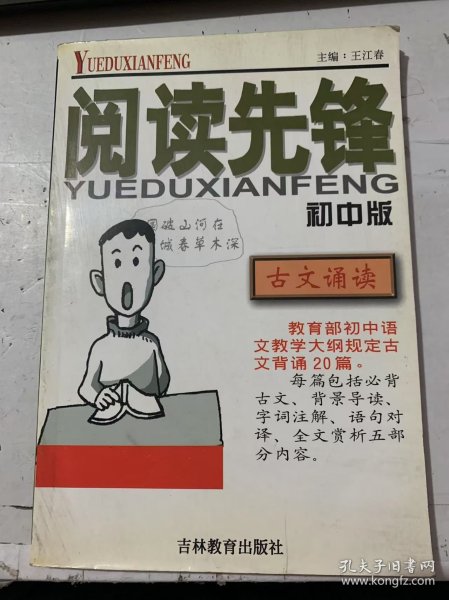 YUEDUXIANFENG
主编：王江春
阅读先锋
YUEDUXIANFENG
初中版
国破山河在
城春草木深
古文诵读
教育部初中语
文教学大纲规定古
文背诵20篇。
每篇包括必背
古文、背景导读、
字词注解、语句对
译、全文赏析五部
分内容。
吉林教育出版社
孔夫子旧书网
www.kongfz.com